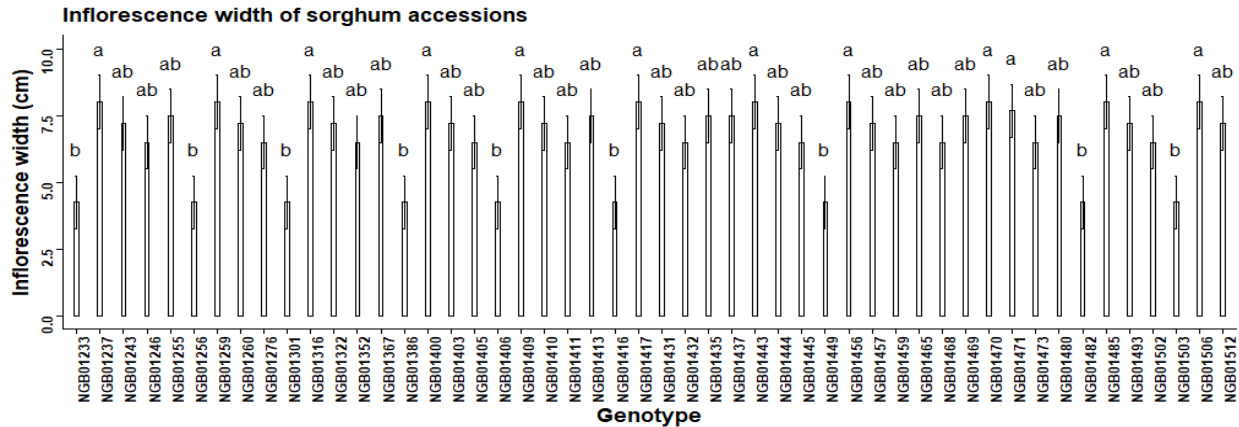 Inflorescence width of sorghum accessions
Inflorescence width (cm)
10.0
7.5
5.0
2.5
0.0
b a ab ab ab b a ab ab b a ab ab ab b a ab ab b a ab ab ab b a ab ab ab ab a ab ab b a ab ab ab ab ab a a ab ab b a ab ab b a ab
NGB01233
NGB01237
NGB01243
NGB01246
NGB01255
NGB01256
NGB01259
NGB01260
NGB01276
NGB01301
NGB01316
NGB01322
NGB01352
NGB01367
NGB01386
NGB01400
NGB01403
NGB01405
NGB01406
NGB01409
NGB01410
NGB01411
NGB01413
NGB01416
NGB01417
NGB01431
NGB01432
NGB01435
NGB01437
NGB01443
NGB01444
NGB01445
NGB01449
NGB01456
NGB01457
NGB01459
NGB01465
NGB01468
NGB01469
NGB01470
NGB01471
NGB01473
NGB01480
NGB01482
NGB01485
NGB01493
NGB01502
NGB01503
NGB01506
NGB01512
Genotype